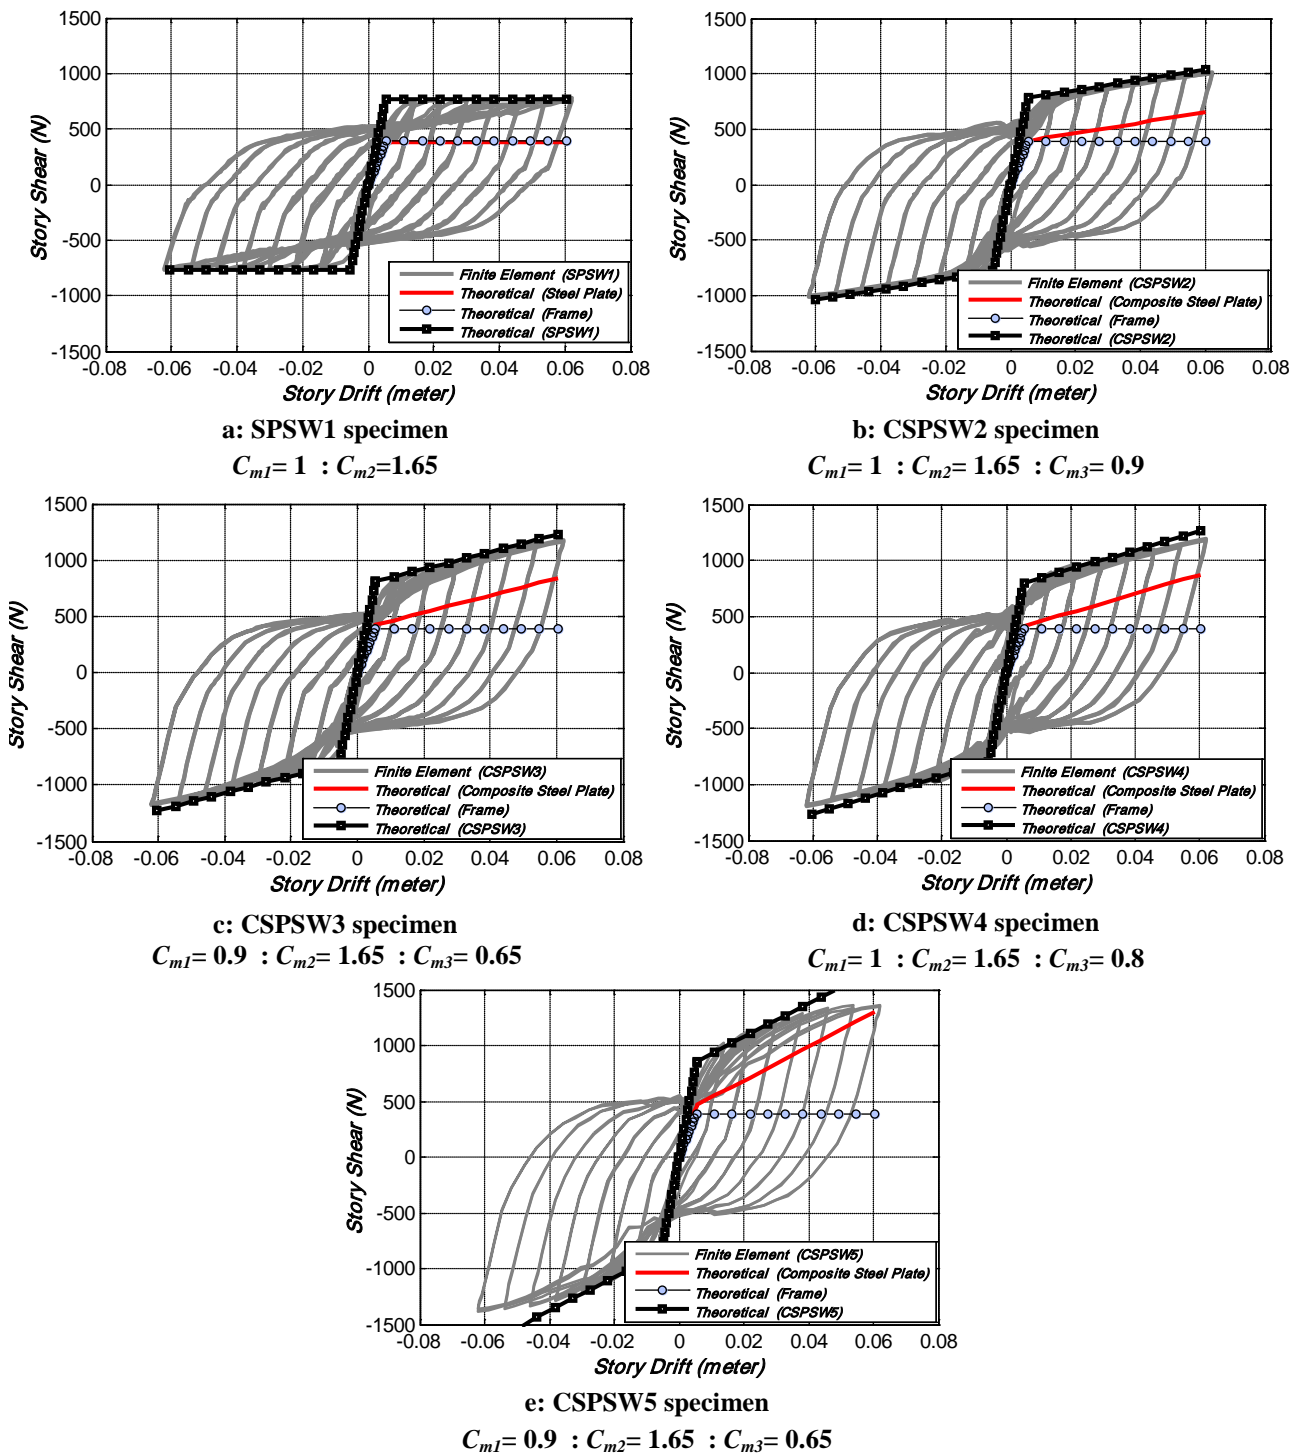 1500
1000
500
0
-500
-1000
-1500
Story Shear (N)
-0.08 -0.06 -0.04 -0.02 0 0.02 0.04 0.06 0.08
Story Drift (meter)
Finite Element (SPSW1)
Theoretical (Steel Plate)
Theoretical (Frame)
Theoretical (SPSW1)
a: SPSW1 specimen
Cm1= 1 : Cm2=1.65
1500
1000
500
0
-500
-1000
-1500
Story Shear (N)
-0.08 -0.06 -0.04 -0.02 0 0.02 0.04 0.06 0.08
Story Drift (meter)
Finite Element (CSPSW2)
Theoretical (Composite Steel Plate)
Theoretical (Frame)
Theoretical (CSPSW2)
b: CSPSW2 specimen
Cm1= 1 : Cm2= 1.65 : Cm3= 0.9
1500
1000
500
0
-500
-1000
-1500
Story Shear (N)
-0.08 -0.06 -0.04 -0.02 0 0.02 0.04 0.06 0.08
Story Drift (meter)
Finite Element (CSPSW3)
Theoretical (Composite Steel Plate)
Theoretical (Frame)
Theoretical (CSPSW3)
c: CSPSW3 specimen
Cm1= 0.9 : Cm2= 1.65 : Cm3= 0.65
1500
1000
500
0
-500
-1000
-1500
Story Shear (N)
-0.08 -0.06 -0.04 -0.02 0 0.02 0.04 0.06 0.08
Story Drift (meter)
Finite Element (CSPSW4)
Theoretical (Composite Steel Plate)
Theoretical (Frame)
Theoretical (CSPSW4)
d: CSPSW4 specimen
Cm1= 1 : Cm2= 1.65 : Cm3= 0.8
1500
1000
500
0
-500
-1000
-1500
Story Shear (N)
-0.08 -0.06 -0.04 -0.02 0 0.02 0.04 0.06 0.08
Story Drift (meter)
Finite Element (CSPSW5)
Theoretical (Composite Steel Plate)
Theoretical (Frame)
Theoretical (CSPSW5)
e: CSPSW5 specimen
Cm1= 0.9 : Cm2= 1.65 : Cm3= 0.65